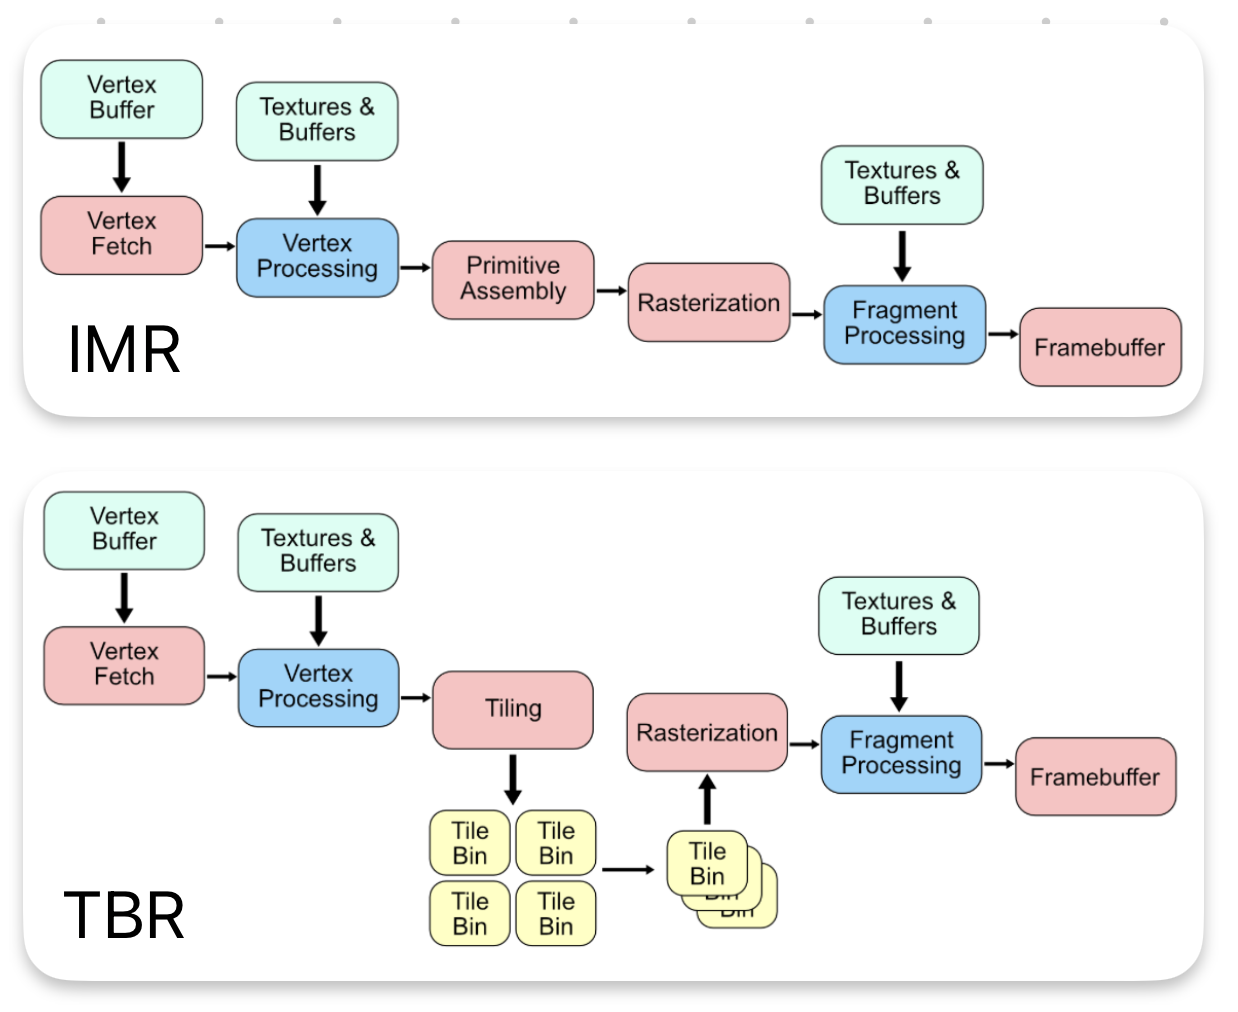 Vertex
Buffer
Textures &
Buffers
Textures &
Buffers
Vertex
Fetch
Vertex
Processing
Primitive
Assembly
Rasterization
Fragment
Processing
Framebuffer
IMR
Vertex
Buffer
Textures &
Buffers
Textures &
Buffers
Vertex
Fetch
Vertex
Processing
Tiling
Rasterization
Fragment
Processing
Framebuffer
Tile
Bin
Tile
Bin
Tile
Bin
Tile
Bin
Tile
Bin
Bin
Bin
TBR